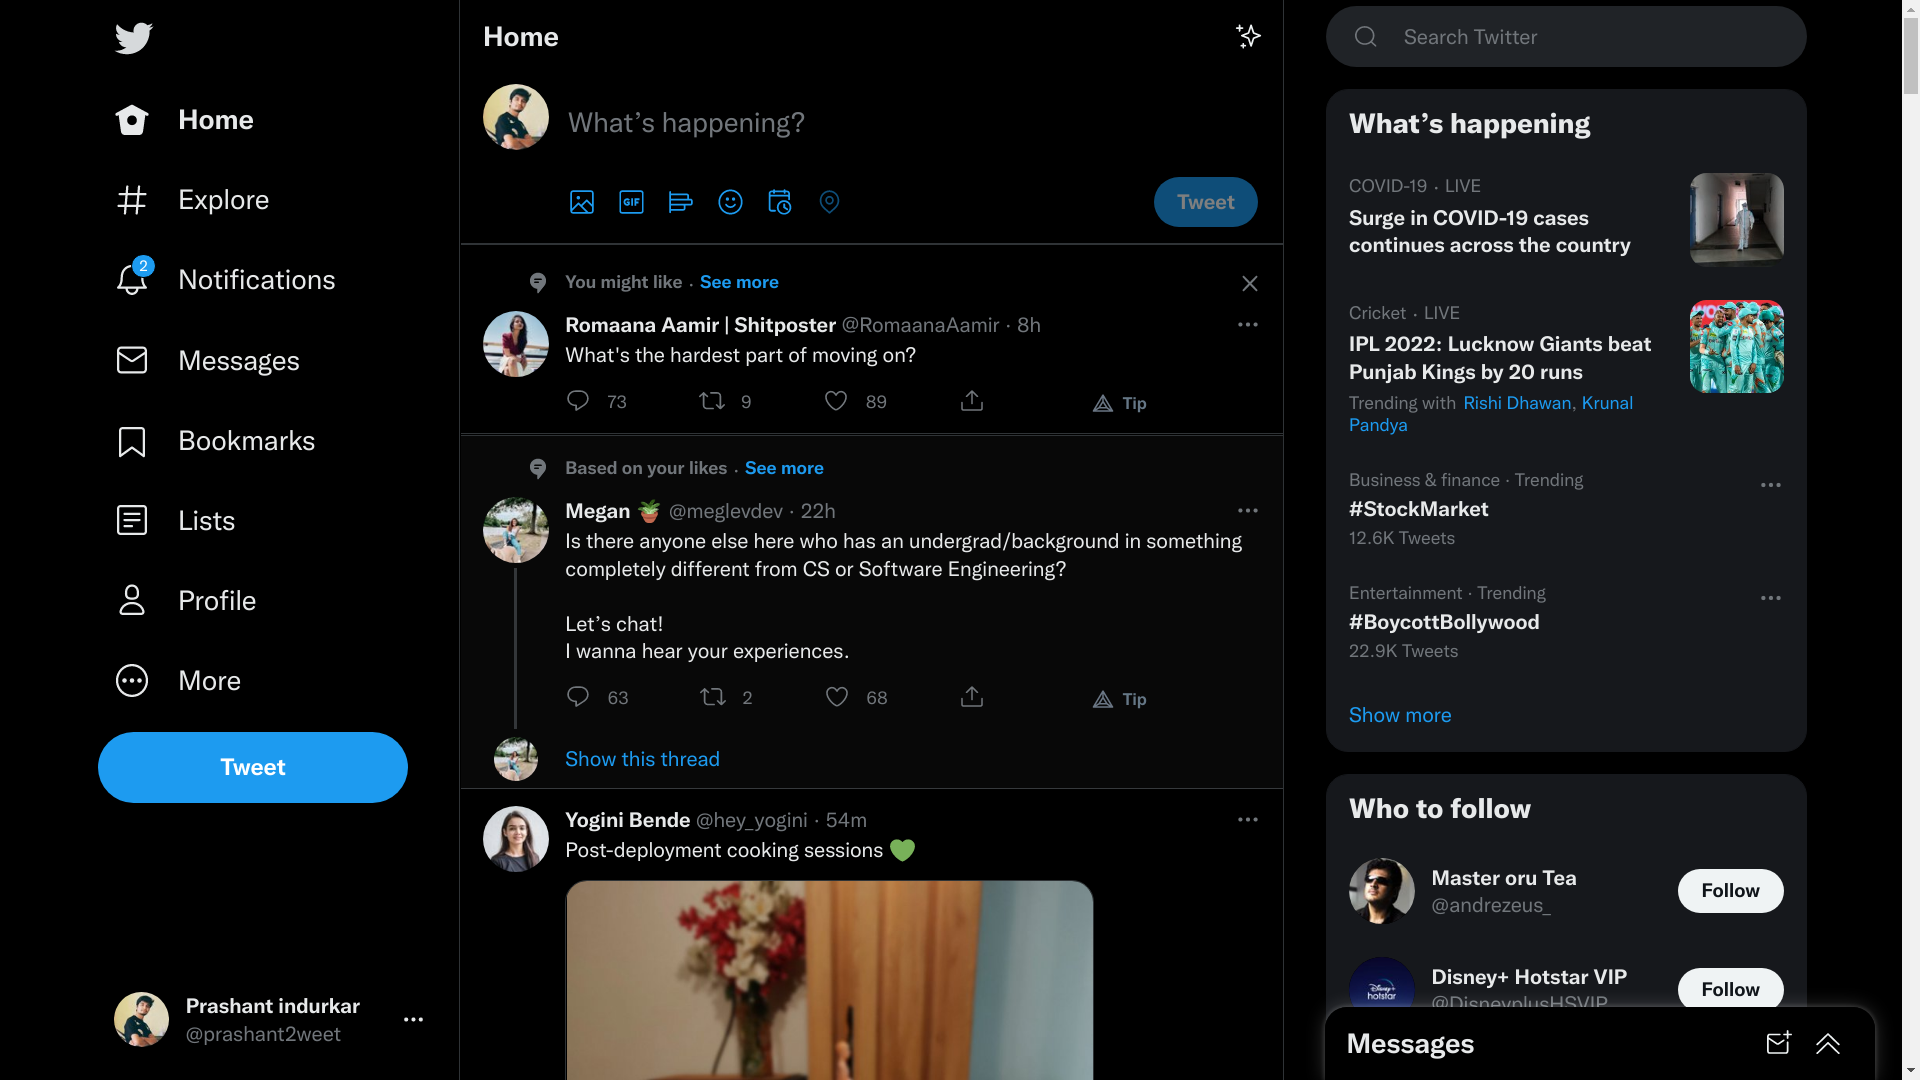 Home
Explore
2
Notifications
Messages
Bookmarks
Lists
Profile
More
Tweet
Prashant indurkar
@prashant2weet
Home
What’s happening?
GIF
Tweet
You might like · See more
Romaana Aamir | Shitposter @RomaanaAamir · 8h
What's the hardest part of moving on?
73 9 89 Tip
Based on your likes · See more
Megan 🪴 @meglevdev · 22h
Is there anyone else here who has an undergrad/background in something
completely different from CS or Software Engineering?
Let’s chat!
I wanna hear your experiences.
63 2 68 Tip
Show this thread
Yogini Bende @hey_yogini · 54m
Post-deployment cooking sessions 💚
Search Twitter
What’s happening
COVID-19 · LIVE
Surge in COVID-19 cases
continues across the country
Cricket · LIVE
IPL 2022: Lucknow Giants beat
Punjab Kings by 20 runs
Trending with Rishi Dhawan, Krunal
Pandya
Business & finance · Trending
#StockMarket
12.6K Tweets
Entertainment · Trending
#BoycottBollywood
22.9K Tweets
Show more
Who to follow
Master oru Tea
@andrezeus_
Follow
Disney+
hotstar
Disney+ Hotstar VIP
@DisneyplusHSVIP
Follow
Messages